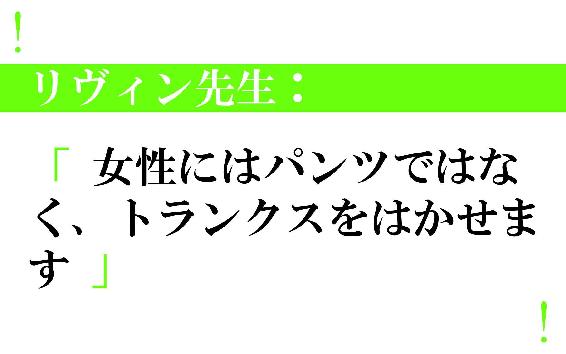 !
リヴィン先生：
「 女性にはパンツではな
く、トランクスをはかせま
す 」
!